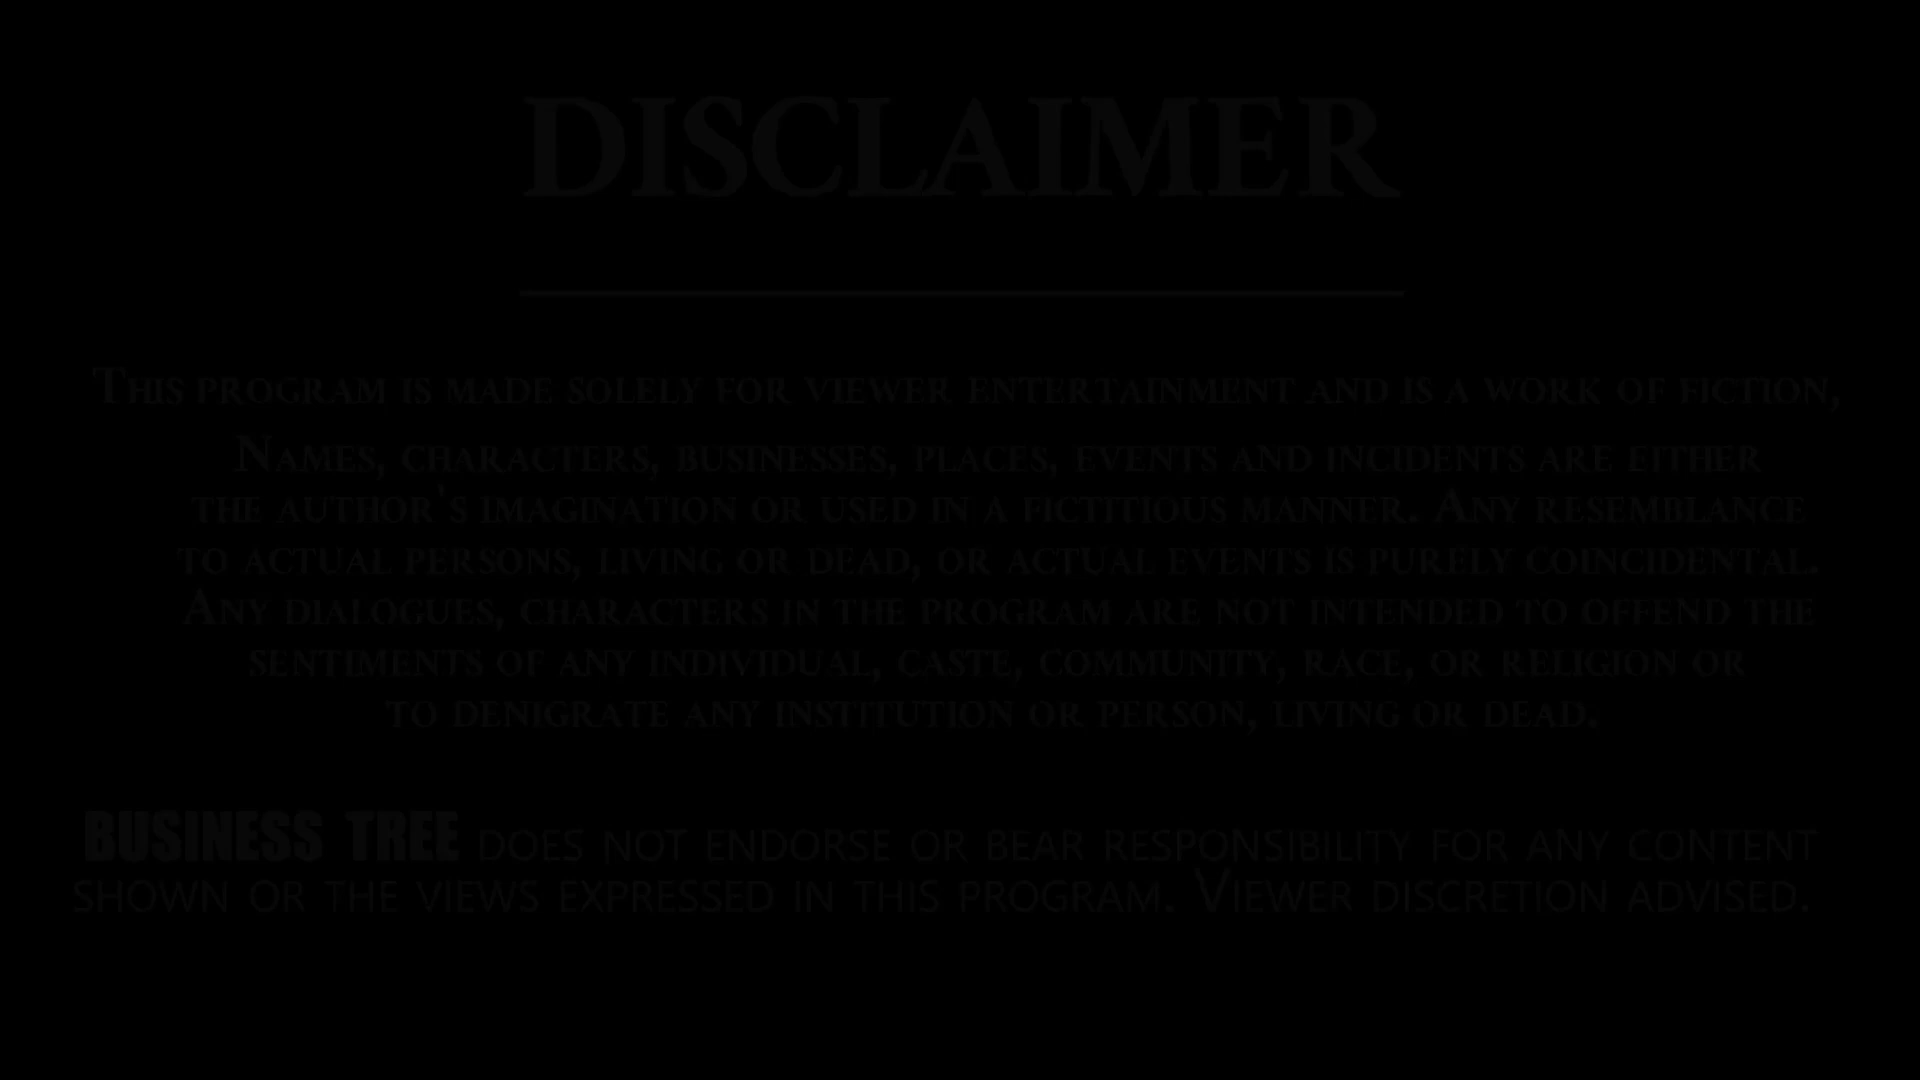 DISCLAIMER
This program is made solely for viewer entertainment and is a work of fiction,
Names, characters, businesses, places, events and incidents are either
the author's imagination or used in a fictitious manner. Any resemblance
to actual persons, living or dead, or actual events is purely coincidental.
Any dialogues, characters in the program are not intended to offend the
sentiments of any individual, caste, community, race, or religion or
to denigrate any institution or person, living or dead.
BUSINESS TREE does not endorse or bear responsibility for any content
shown or the views expressed in this program. Viewer discretion advised.